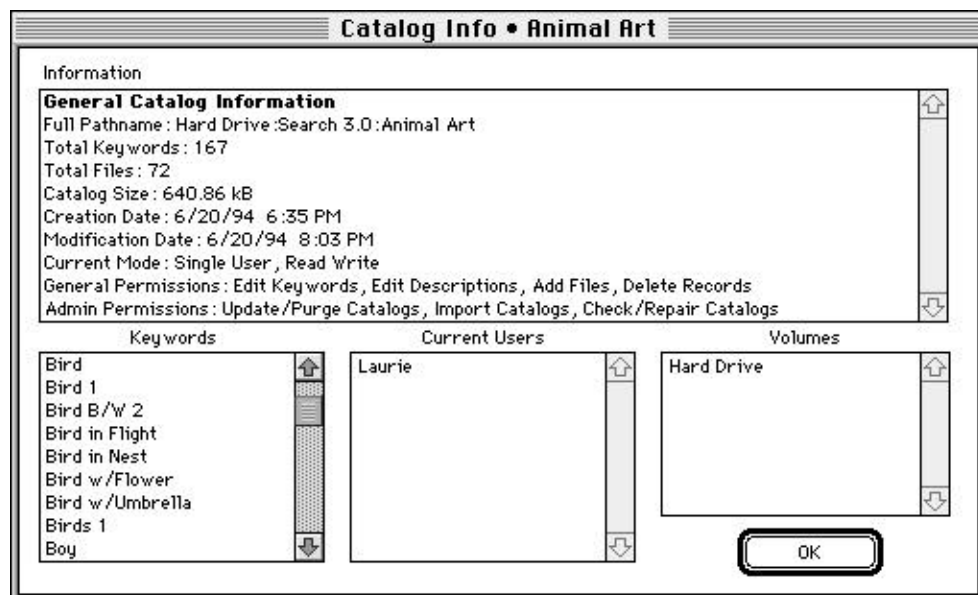 Catalog Info • Animal Art
Information
General Catalog Information
Full Pathname : Hard Drive :Search 3.0 :Animal Art
Total Keywords : 167
Total Files : 72
Catalog Size : 640.86 kB
Creation Date : 6/20/94 6:35 PM
Modification Date : 6/20/94 8:03 PM
Current Mode : Single User , Read Write
General Permissions : Edit Keywords , Edit Descriptions , Add Files , Delete Records
Admin Permissions : Update/Purge Catalogs , Import Catalogs , Check/Repair Catalogs
Keywords
Bird
Bird 1
Bird B/W 2
Bird in Flight
Bird in Nest
Bird w/Flower
Bird w/Umbrella
Birds 1
Boy
Current Users
Laurie
Volumes
Hard Drive
OK